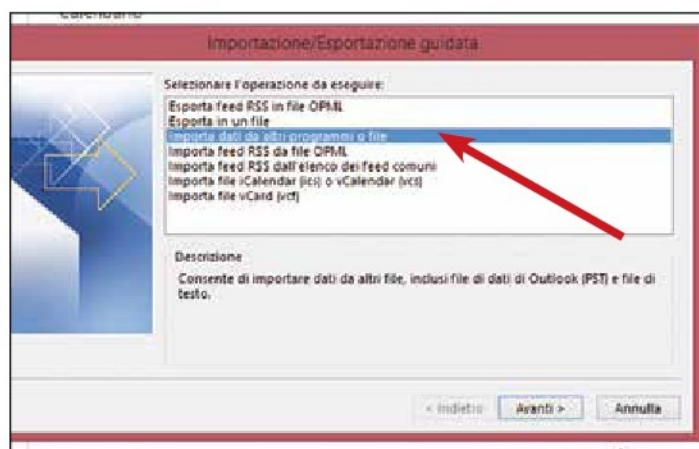 Calendario
Importazione/Esportazione guidata
Selezionare l'operazione da eseguire:
Esporta feed RSS in file OPML
Esporta in un file
Importa dati da altri programmi o file
Importa feed RSS da file OPML
Importa feed RSS dall'elenco dei feed comuni
Importa file iCalendar (ics) o vCalendar (vcs)
Importa file vCard (vcf)
Descrizione
Consente di importare dati da altri file, inclusi file di dati di Outlook (PST) e file di
testo.
< Indietro Avanti > Annulla